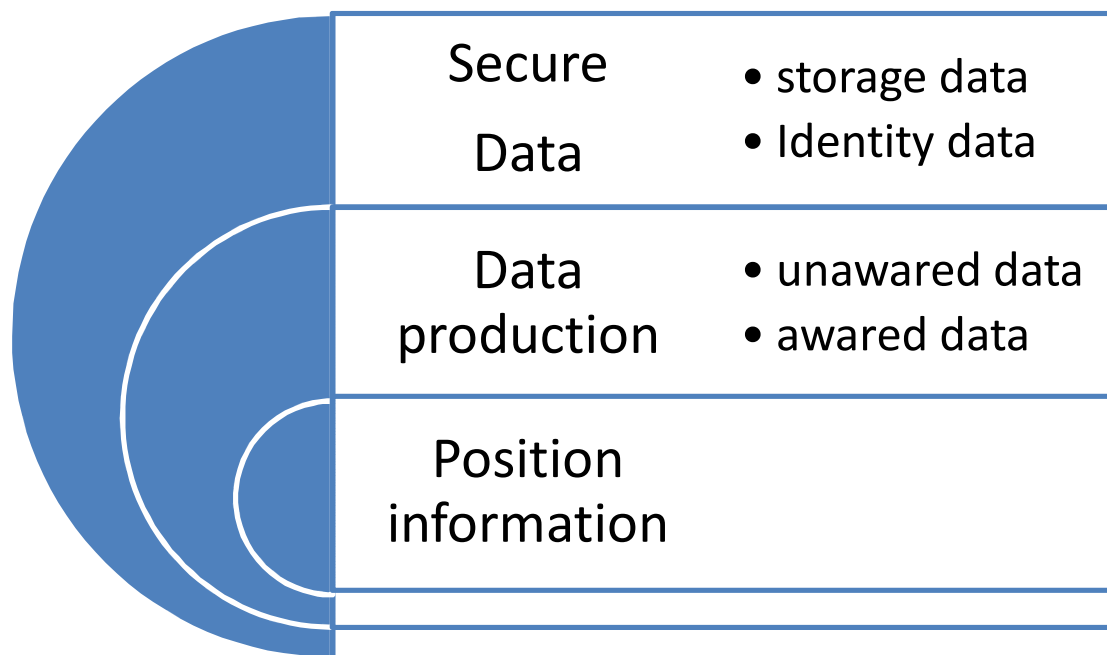 Secure
Data
• storage data
• Identity data
Data
production
• unawared data
• awared data
Position
information